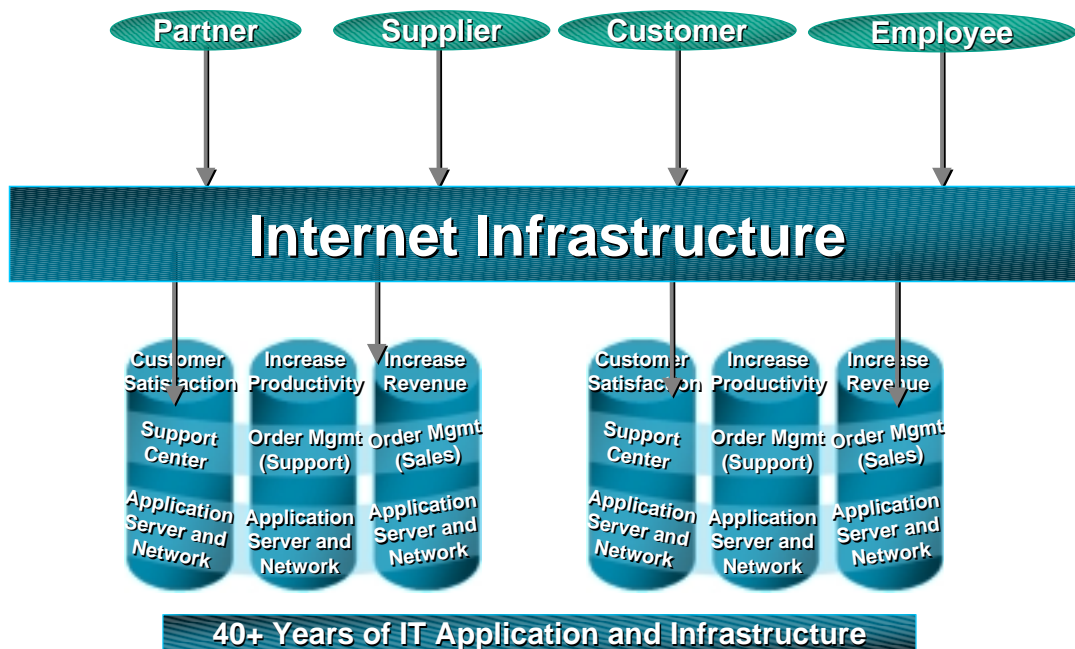 Partner
Supplier
Customer
Employee
Internet Infrastructure
Customer
Satisfaction
Support
Center
Application
Server and
Network
Increase
Productivity
Order Mgmt
(Support)
Application
Server and
Network
Increase
Revenue
Order Mgmt
(Sales)
Application
Server and
Network
Customer
Satisfaction
Support
Center
Application
Server and
Network
Increase
Productivity
Order Mgmt
(Support)
Application
Server and
Network
Increase
Revenue
Order Mgmt
(Sales)
Application
Server and
Network
40+ Years of IT Application and Infrastructure